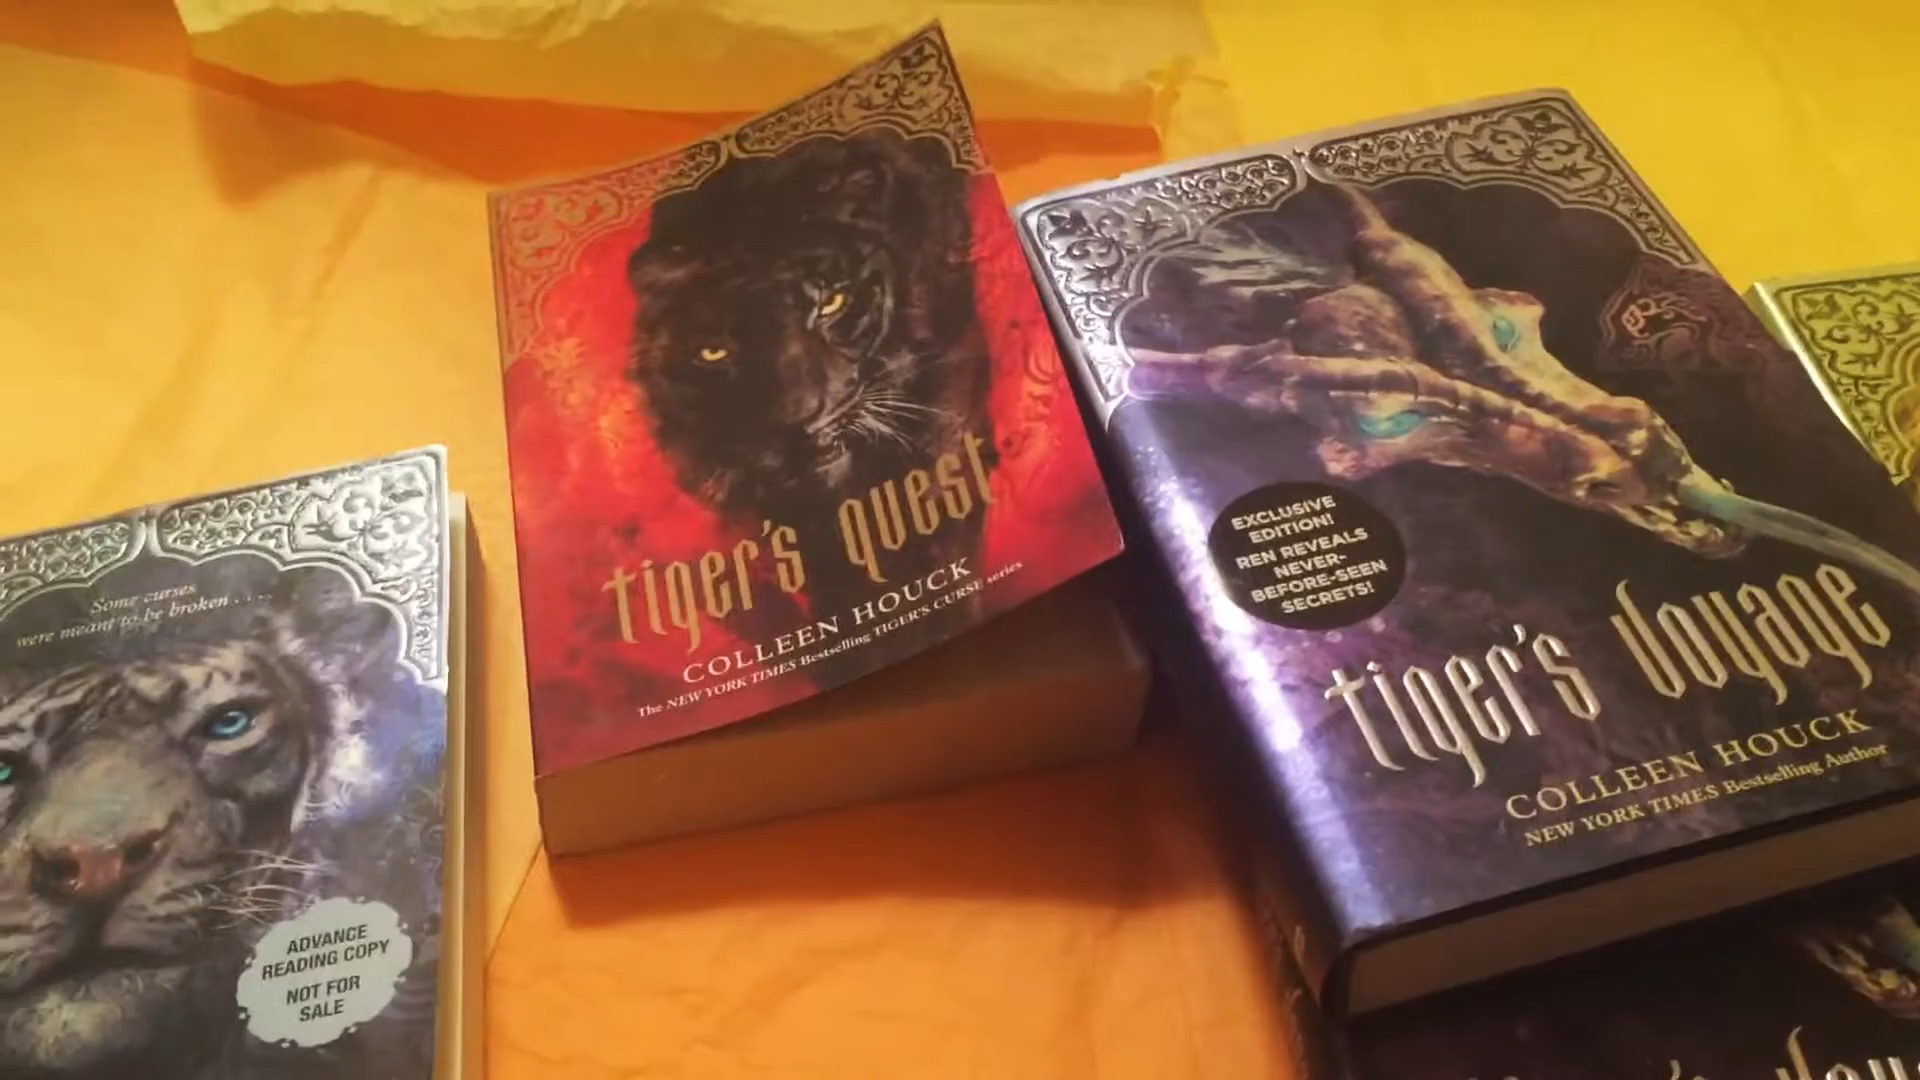 Some curses
were meant to be broken . . . .
ADVANCE
READING COPY
NOT FOR
SALE
tiger's quest
COLLEEN HOUCK
The NEW YORK TIMES Bestselling TIGER'S CURSE series
EXCLUSIVE
EDITION!
REN REVEALS
NEVER-
BEFORE-SEEN
SECRETS!
tiger's voyage
COLLEEN HOUCK
NEW YORK TIMES Bestselling Author